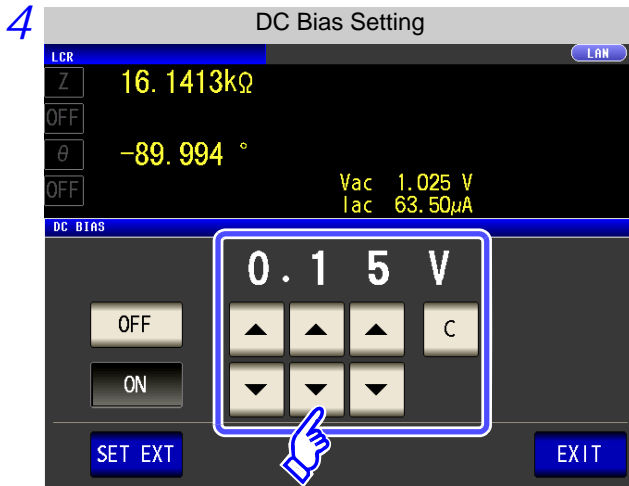 4
DC Bias Setting
LCR LAN
Z 16.1413kΩ
OFF
θ -89.994 °
OFF
Vac 1.025 V
Iac 63.50µA
DC BIAS
0.15 V
OFF ▲ ▲ ▲ C
ON ▼ ▼ ▼
SET EXT EXIT